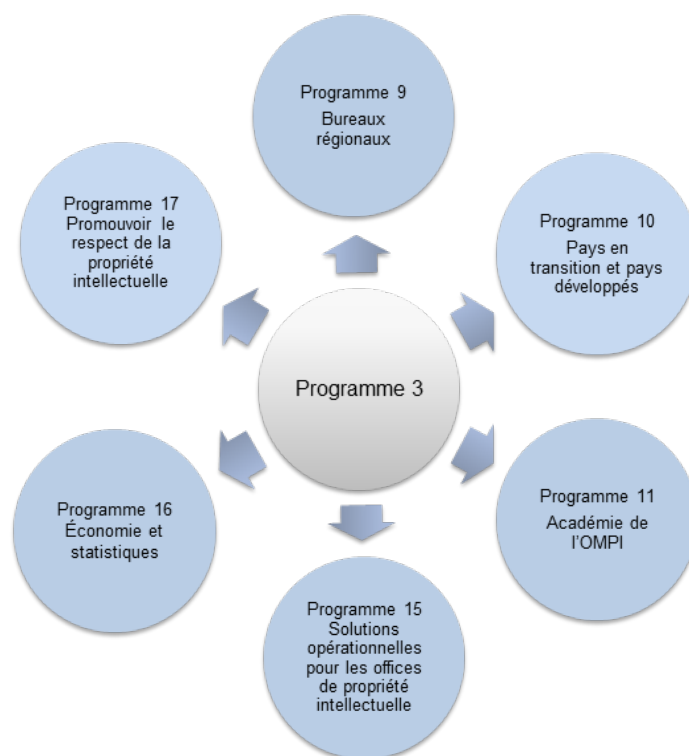 Programme 9
Bureaux
régionaux
Programme 17
Promouvoir le
respect de la
propriété
intellectuelle
Programme 10
Pays en
transition et pays
développés
Programme 3
Programme 16
Économie et
statistiques
Programme 11
Académie de
l’OMPI
Programme 15
Solutions
opérationnelles
pour les offices
de propriété
intellectuelle